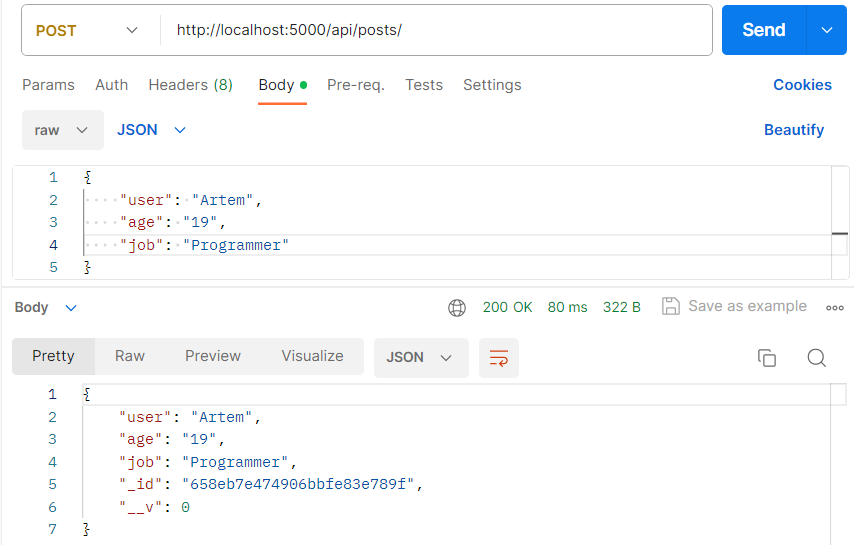 POST http://localhost:5000/api/posts/ Send
Params Auth Headers (8) Body Pre-req. Tests Settings Cookies
raw JSON Beautify
1 {
2 "user": "Artem",
3 "age": "19",
4 "job": "Programmer"
5 }
Body 200 OK 80 ms 322 B Save as example
Pretty Raw Preview Visualize JSON
1 {
2 "user": "Artem",
3 "age": "19",
4 "job": "Programmer",
5 "_id": "658eb7e474906bbfe83e789f",
6 "__v": 0
7 }